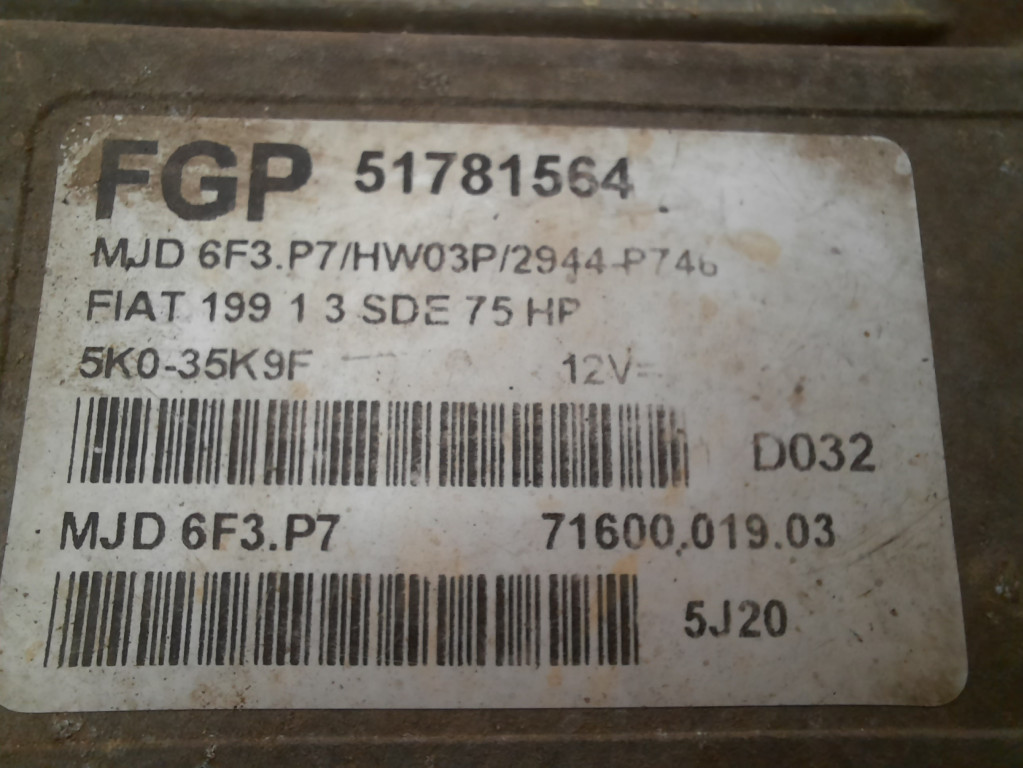 FGP 51781564
MJD 6F3.P7/HW03P/2944-P746
FIAT 199 1 3 SDE 75 HP
5K0-35K9F 12V=
D032
MJD 6F3.P7 71600.019.03
5J20